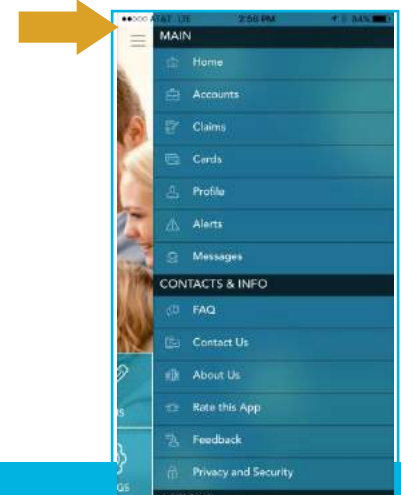 AT&T LTE 2:56 PM 84%
MAIN
Home
Accounts
Claims
Cards
Profile
Alerts
Messages
CONTACTS & INFO
FAQ
Contact Us
About Us
Rate this App
Feedback
Privacy and Security